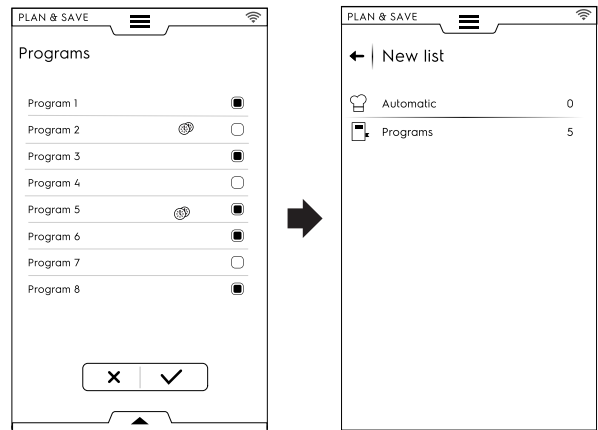 PLAN & SAVE
Programs
Program 1
Program 2
Program 3
Program 4
Program 5
Program 6
Program 7
Program 8
PLAN & SAVE
New list
Automatic 0
Programs 5